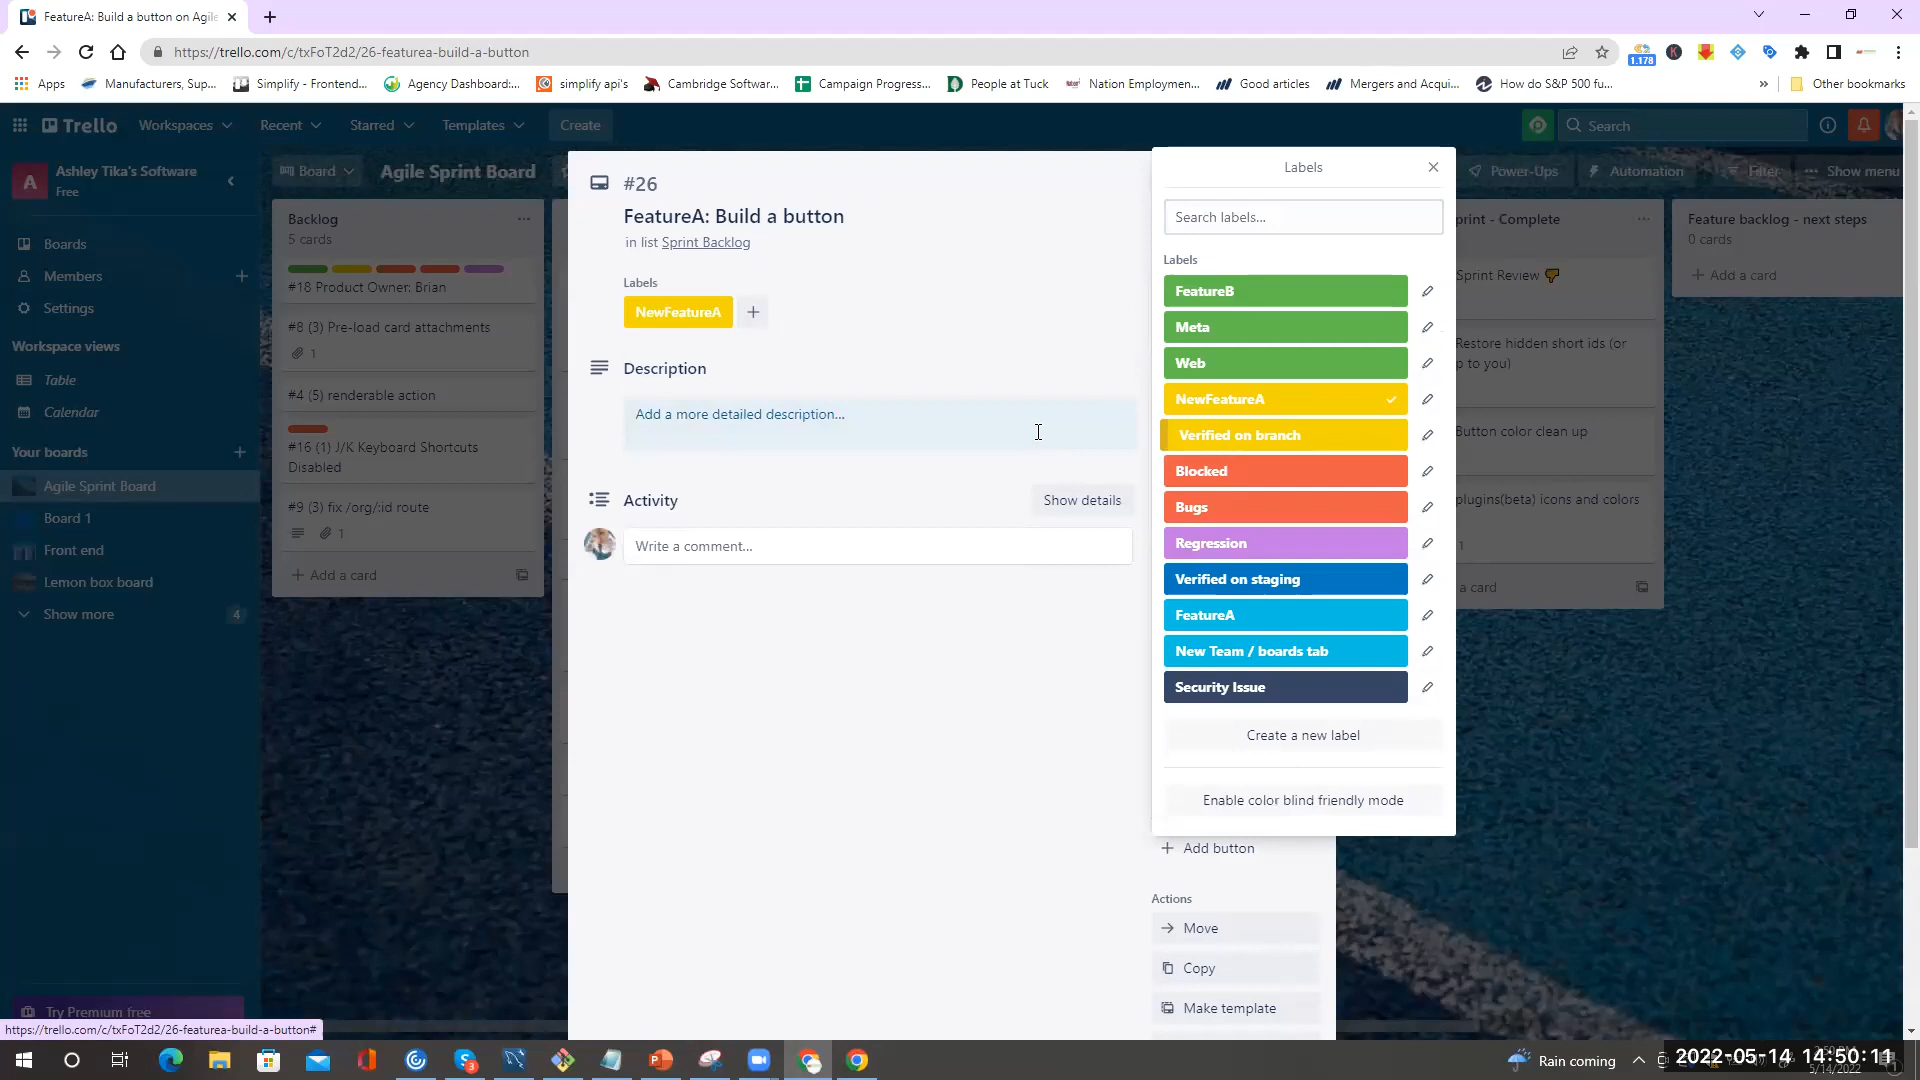 FeatureA: Build a button on Agile
https://trello.com/c/txFoT2d2/26-featurea-build-a-button
1.178
Apps
Manufacturers, Sup...
Simplify - Frontend...
Agency Dashboard:...
simplify api's
Cambridge Softwar...
Campaign Progress...
People at Tuck
Nation Employmen...
Good articles
Mergers and Acqui...
How do S&P 500 fu...
»
Other bookmarks
Trello
Workspaces
Recent
Starred
Templates
Create
Search
A
Ashley Tika's Software
Free
Boards
Members
Settings
Workspace views
Table
Calendar
Your boards
Agile Sprint Board
Board 1
Front end
Lemon box board
Show more
4
Try Premium free
Board
Agile Sprint Board
Power-Ups
Automation
Filter
Show menu
Backlog
5 cards
#18 Product Owner: Brian
#8 (3) Pre-load card attachments
1
#4 (5) renderable action
#16 (1) J/K Keyboard Shortcuts
Disabled
#9 (3) fix /org/:id route
1
+ Add a card
#26
FeatureA: Build a button
in list Sprint Backlog
Labels
NewFeatureA
+
Description
Add a more detailed description...
Activity
Show details
Write a comment...
Labels
Search labels...
Labels
FeatureB
Meta
Web
NewFeatureA
Verified on branch
Blocked
Bugs
Regression
Verified on staging
FeatureA
New Team / boards tab
Security Issue
Create a new label
Enable color blind friendly mode
+ Add button
Actions
Move
Copy
Make template
print - Complete
Sprint Review
Restore hidden short ids (or
p to you)
Button color clean up
plugins(beta) icons and colors
1
a card
Feature backlog - next steps
0 cards
+ Add a card
https://trello.com/c/txFoT2d2/26-featurea-build-a-button#
3
Rain coming
2022-05-14 14:50:11
5/14/2022